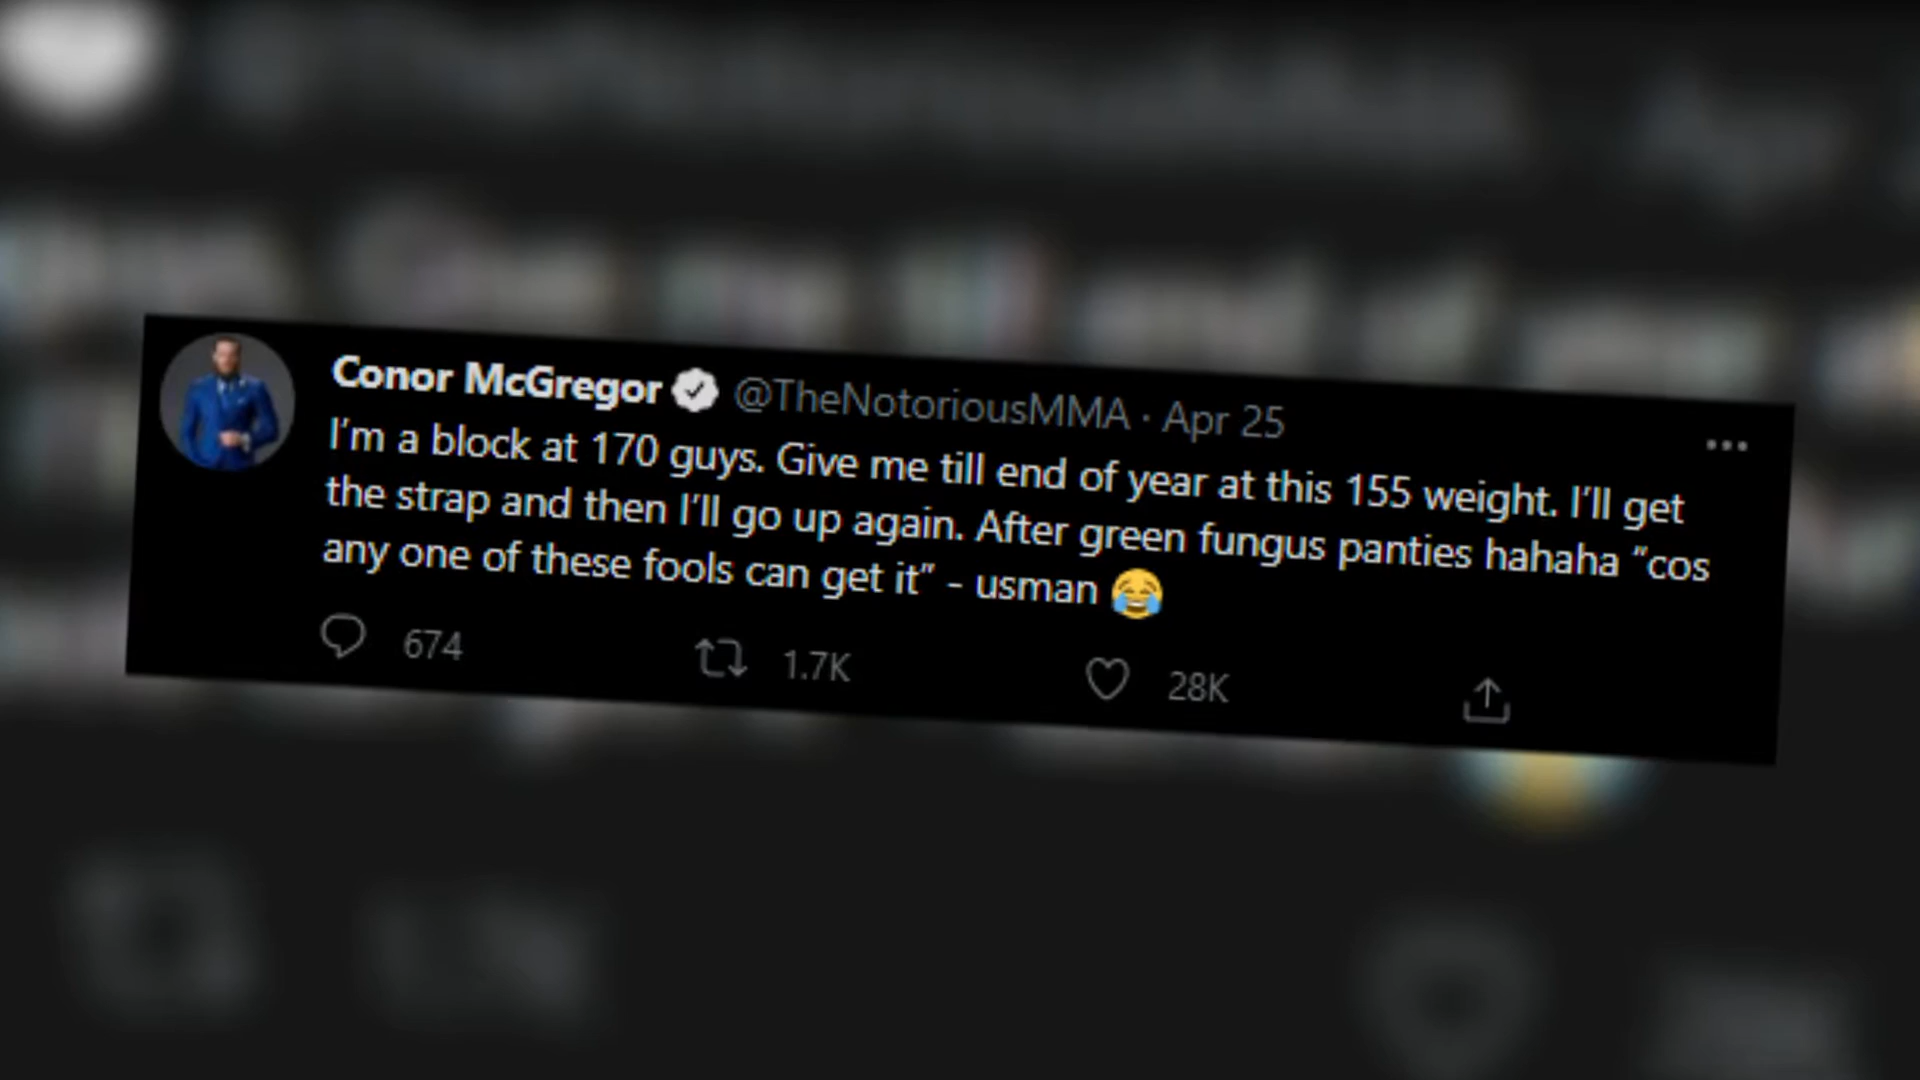 Conor McGregor @TheNotoriousMMA · Apr 25
I'm a block at 170 guys. Give me till end of year at this 155 weight. I'll get
the strap and then I'll go up again. After green fungus panties hahaha "cos
any one of these fools can get it" - usman 😂
674 1.7K 28K